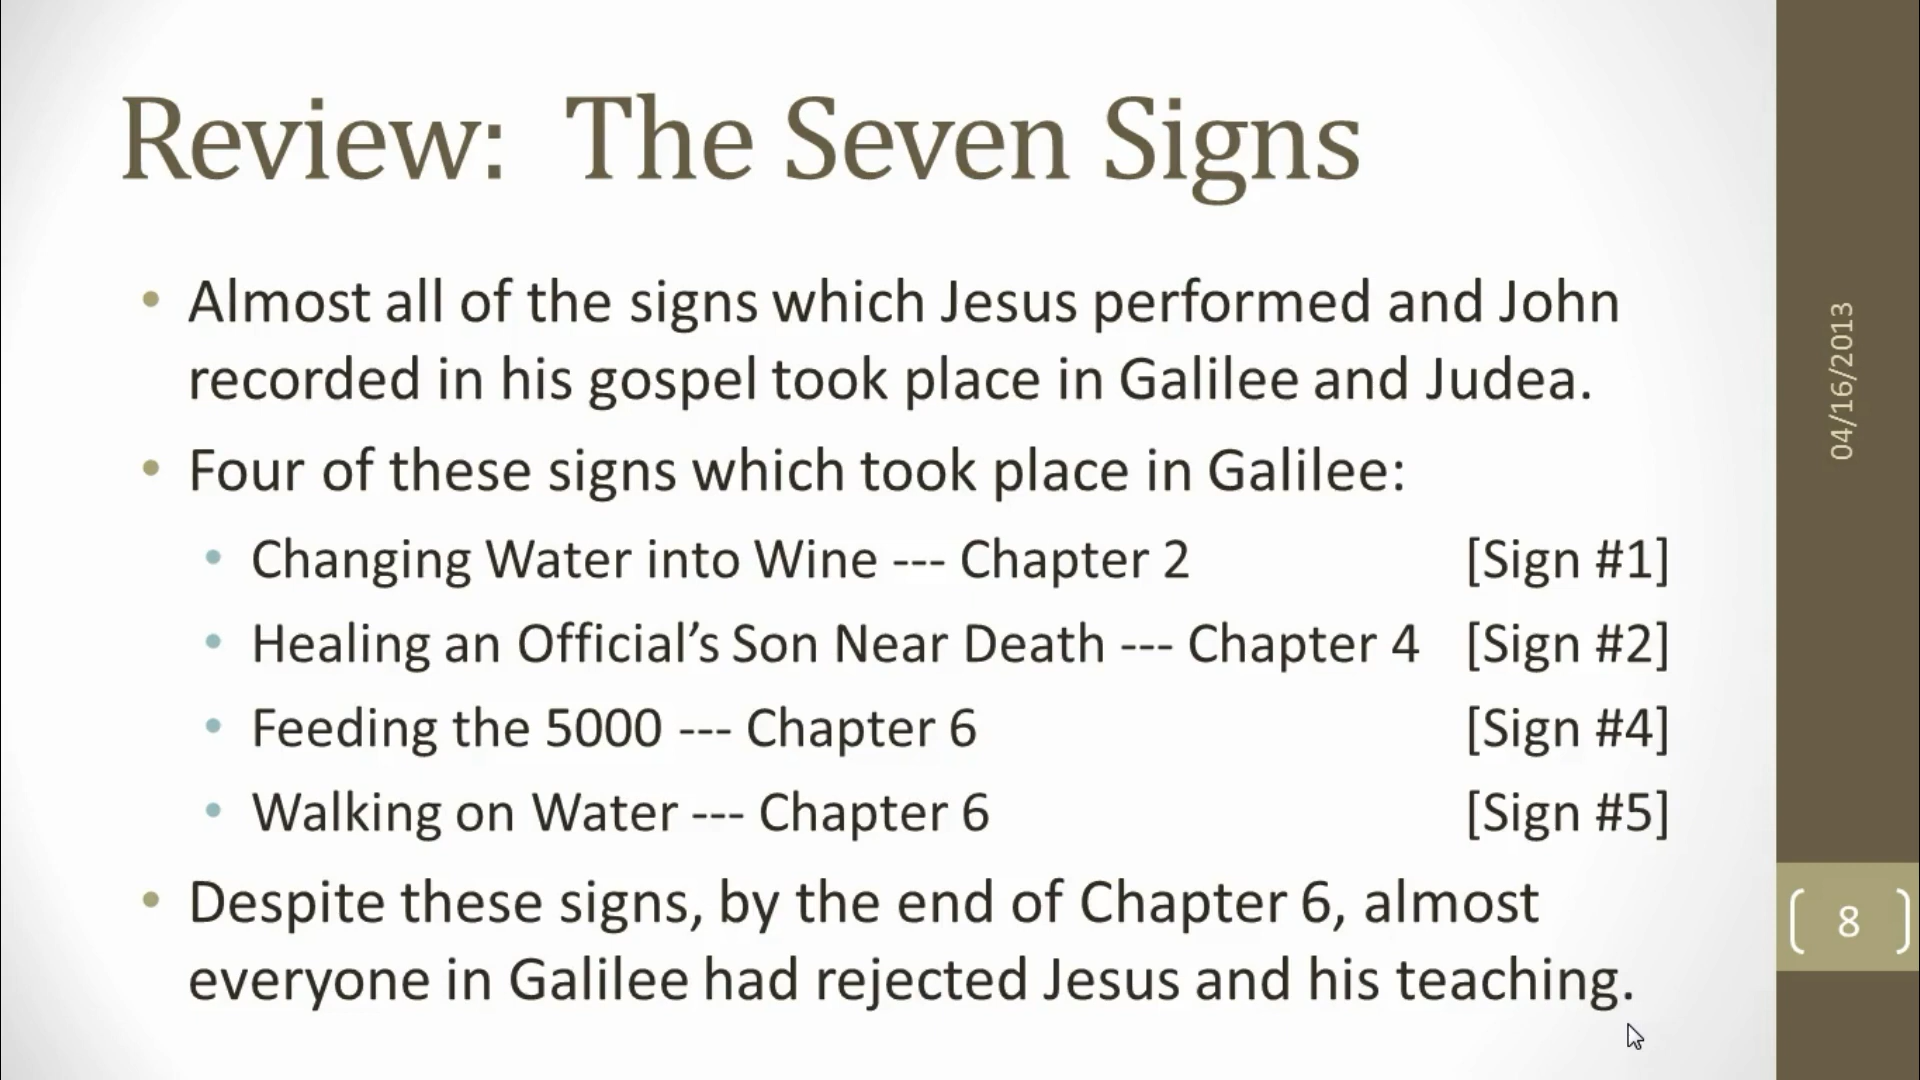 Review:  The Seven Signs
Almost all of the signs which Jesus performed and John
recorded in his gospel took place in Galilee and Judea.
Four of these signs which took place in Galilee:
Changing Water into Wine --- Chapter 2 [Sign #1]
Healing an Official’s Son Near Death --- Chapter 4 [Sign #2]
Feeding the 5000 --- Chapter 6 [Sign #4]
Walking on Water --- Chapter 6 [Sign #5]
Despite these signs, by the end of Chapter 6, almost
everyone in Galilee had rejected Jesus and his teaching.
04/16/2013
8